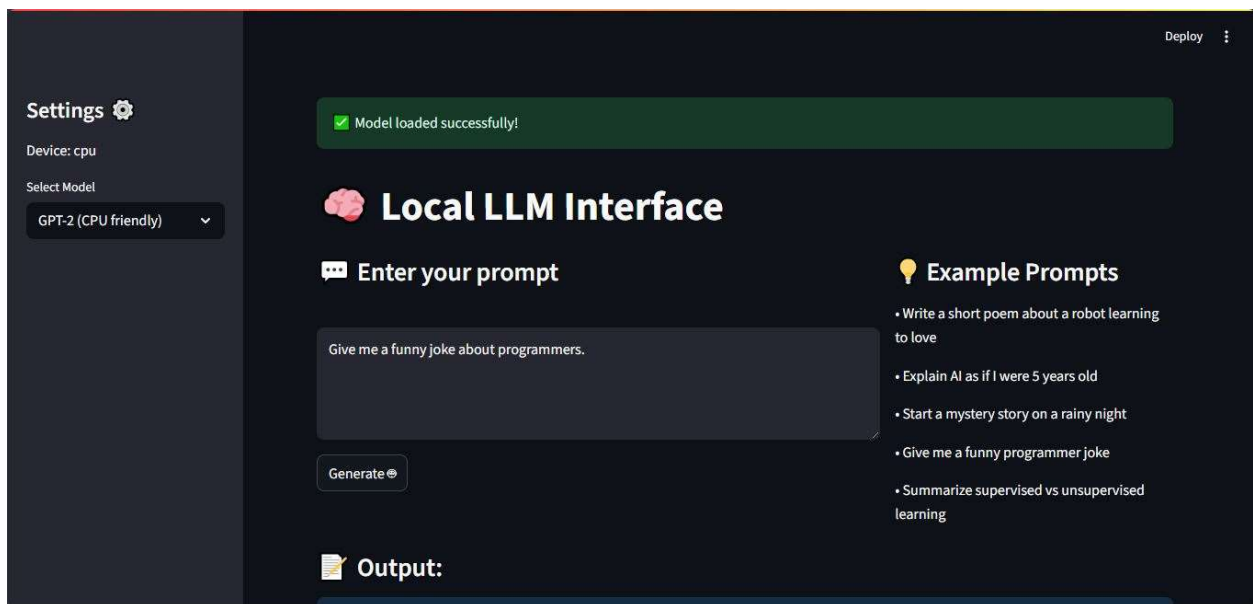 Deploy
Settings ⚙️
Device: cpu
Select Model
GPT-2 (CPU friendly)
✅ Model loaded successfully!
🧠 Local LLM Interface
💬 Enter your prompt
Give me a funny joke about programmers.
Generate
💡 Example Prompts
• Write a short poem about a robot learning
to love
• Explain AI as if I were 5 years old
• Start a mystery story on a rainy night
• Give me a funny programmer joke
• Summarize supervised vs unsupervised
learning
📝 Output: